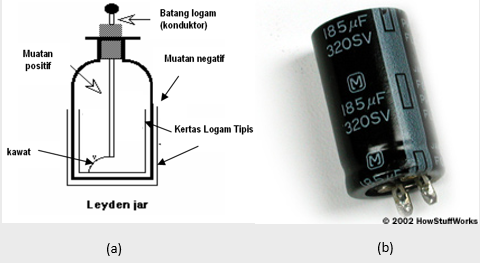 Batang logam
(konduktor)
Muatan
positif
Muatan negatif
Kertas Logam Tipis
kawat
Leyden jar
(a)
185µF
320SV
M
185µF
320SV
M
185µF
© 2002 HowStuffWorks
(b)